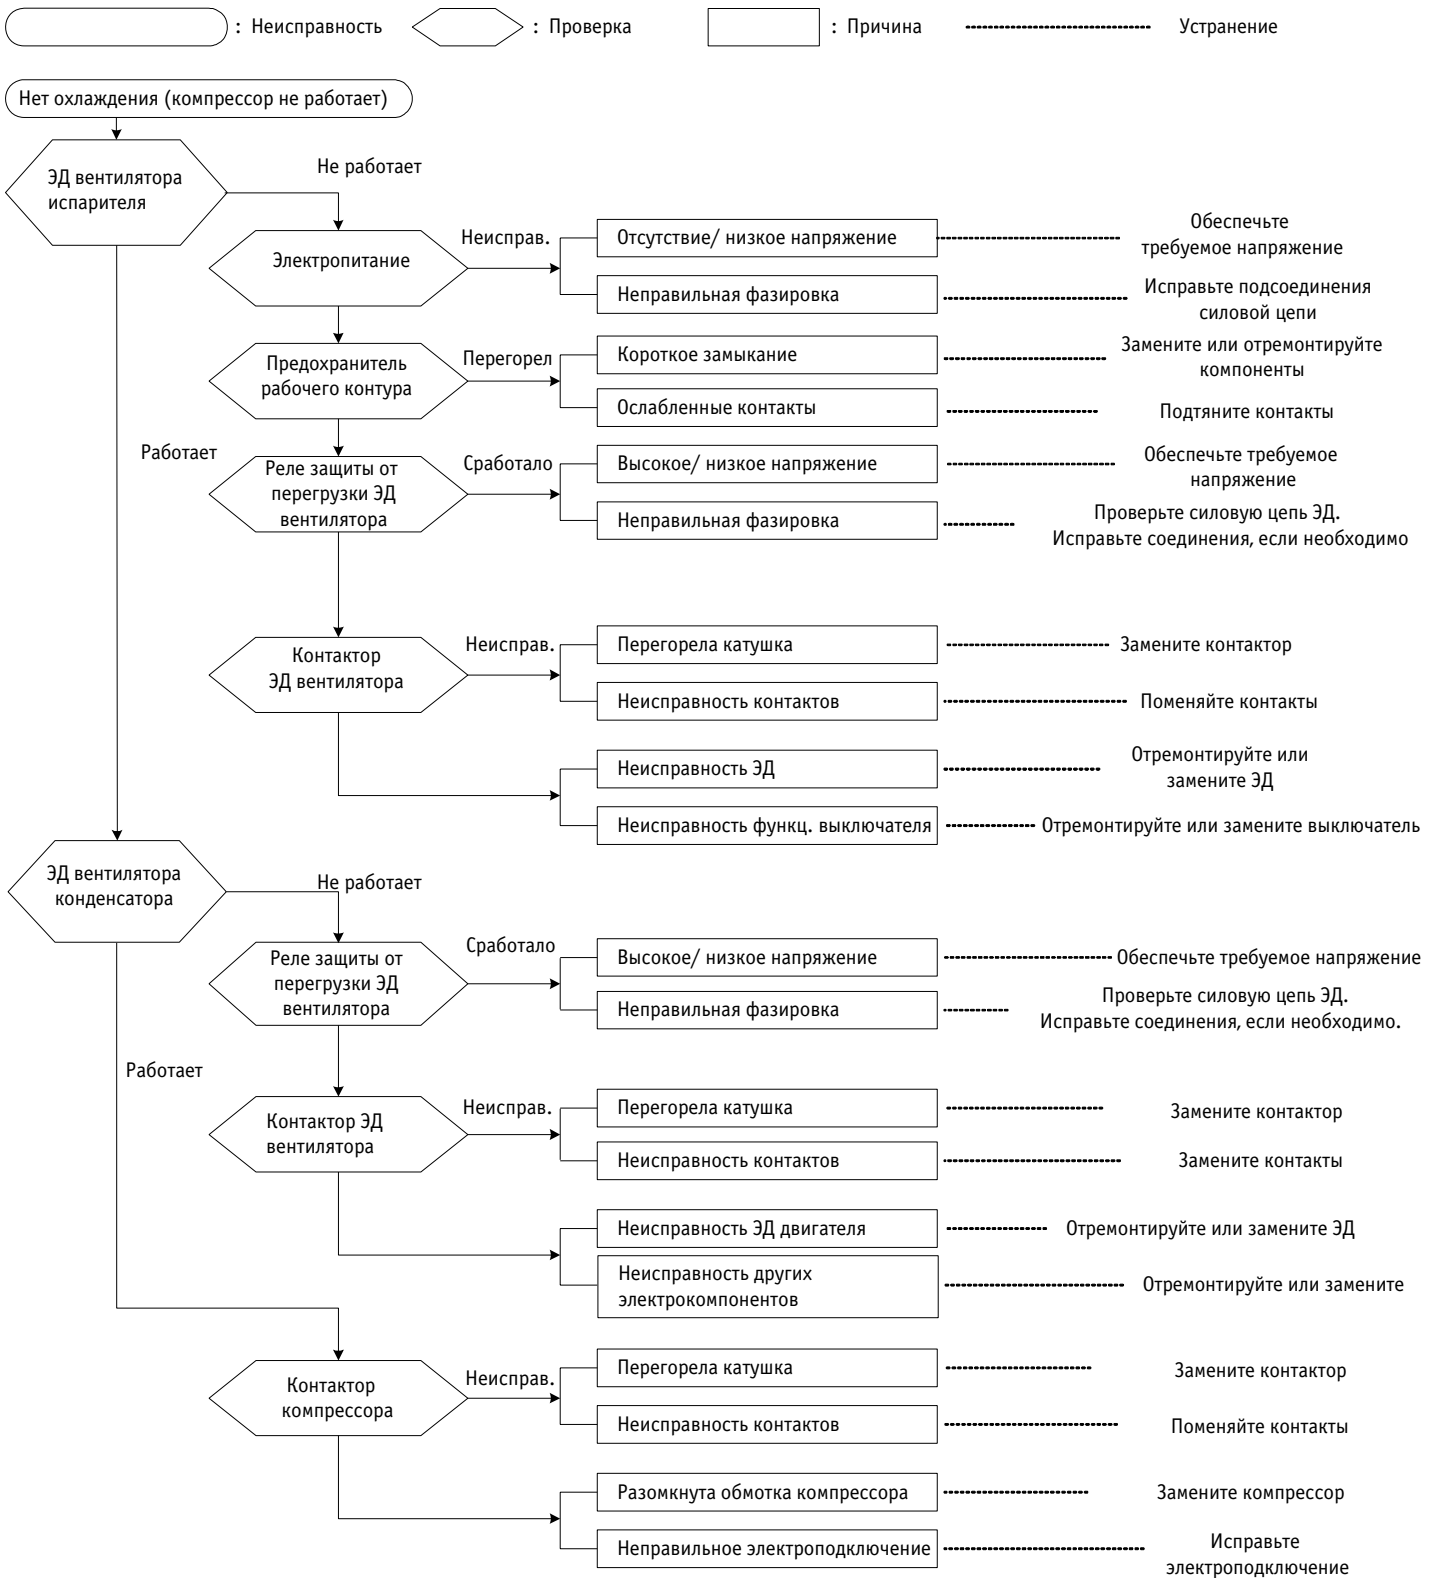 : Неисправность : Проверка : Причина Устранение
Нет охлаждения (компрессор не работает)
ЭД вентилятора
испарителя
Не работает
Электропитание
Неисправ.
Отсутствие/ низкое напряжение
Обеспечьте
требуемое напряжение
Неправильная фазировка
Исправьте подсоединения
силовой цепи
Предохранитель
рабочего контура
Перегорел
Короткое замыкание
Замените или отремонтируйте
компоненты
Ослабленные контакты
Подтяните контакты
Работает
Реле защиты от
перегрузки ЭД
вентилятора
Сработало
Высокое/ низкое напряжение
Обеспечьте требуемое
напряжение
Неправильная фазировка
Проверьте силовую цепь ЭД.
Исправьте соединения, если необходимо
Контактор
ЭД вентилятора
Неисправ.
Перегорела катушка
Замените контактор
Неисправность контактов
Поменяйте контакты
Неисправность ЭД
Отремонтируйте или
замените ЭД
Неисправность функц. выключателя
Отремонтируйте или замените выключатель
ЭД вентилятора
конденсатора
Не работает
Реле защиты от
перегрузки ЭД
вентилятора
Сработало
Высокое/ низкое напряжение
Обеспечьте требуемое напряжение
Неправильная фазировка
Проверьте силовую цепь ЭД.
Исправьте соединения, если необходимо.
Работает
Контактор ЭД
вентилятора
Неисправ.
Перегорела катушка
Замените контактор
Неисправность контактов
Замените контакты
Неисправность ЭД двигателя
Отремонтируйте или замените ЭД
Неисправность других
электрокомпонентов
Отремонтируйте или замените
Контактор
компрессора
Неисправ.
Перегорела катушка
Замените контактор
Неисправность контактов
Поменяйте контакты
Разомкнута обмотка компрессора
Замените компрессор
Неправильное электроподключение
Исправьте
электроподключение